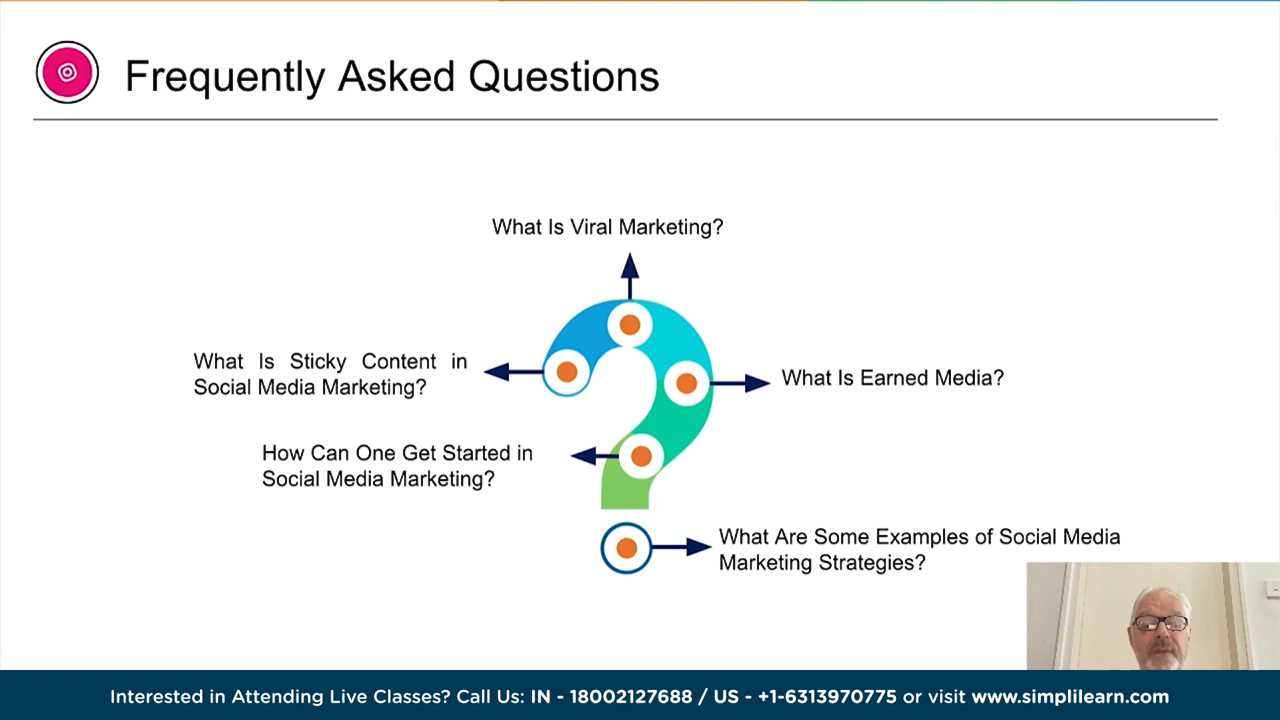 Frequently Asked Questions
What Is Viral Marketing?
What Is Sticky Content in
Social Media Marketing?
What Is Earned Media?
How Can One Get Started in
Social Media Marketing?
What Are Some Examples of Social Media
Marketing Strategies?
Interested in Attending Live Classes? Call Us: IN - 18002127688 / US - +1-6313970775 or visit www.simplilearn.com